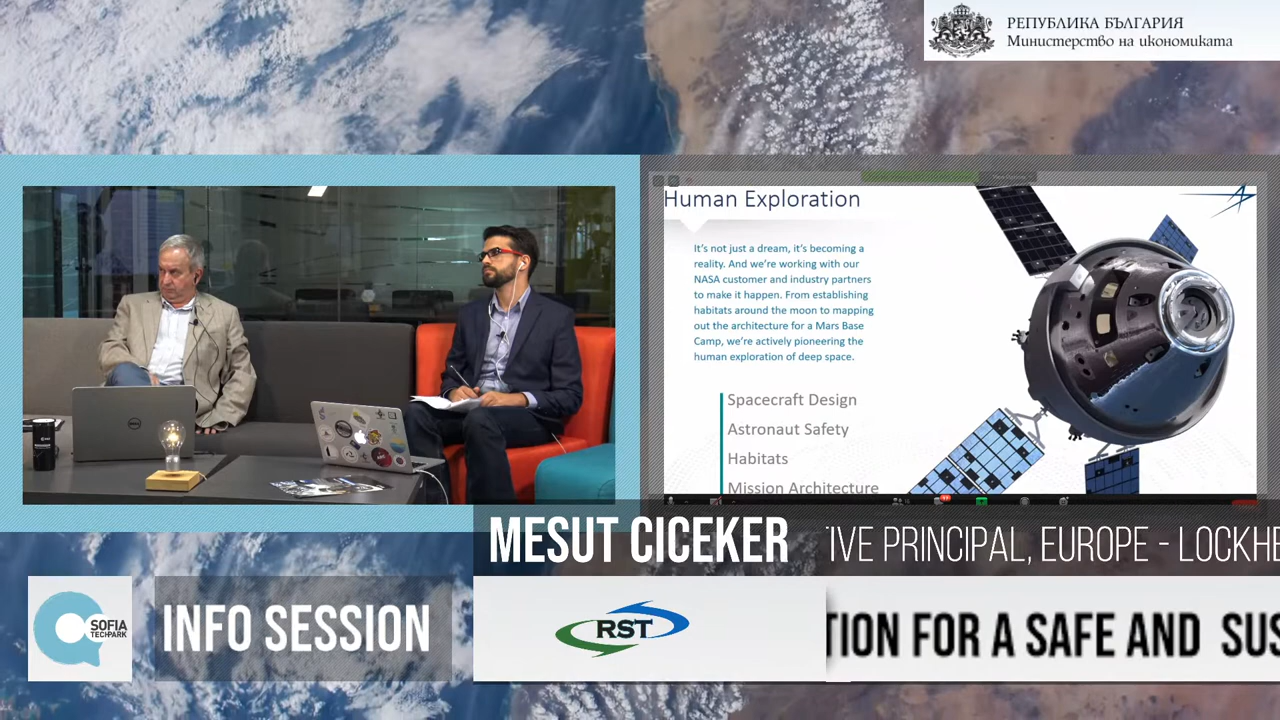 РЕПУБЛИКА БЪЛГАРИЯ
Министерство на икономиката
Human Exploration
It's not just a dream, it's becoming a
reality. And we're working with our
NASA customer and industry partners
to make it happen. From establishing
habitats around the moon to mapping
out the architecture for a Mars Base
Camp, we're actively pioneering the
human exploration of deep space.
Spacecraft Design
Astronaut Safety
Habitats
Mission Architecture
DELL
MESUT CICEKER
IVE PRINCIPAL, EUROPE - LOCKHE
SOFIA
TECHPARK
INFO SESSION
RST
TION FOR A SAFE AND SUS